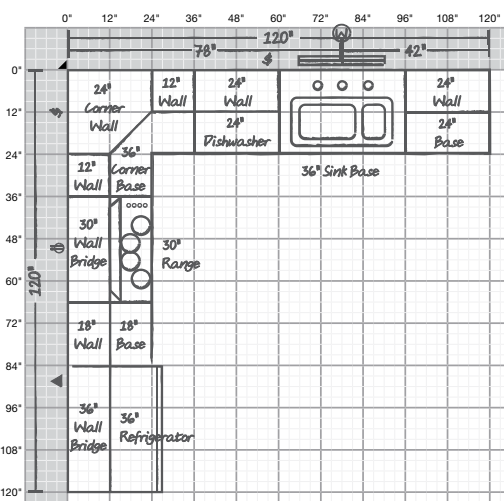 0" 12" 24" 36" 48" 60" 72" 84" 96" 108" 120"
120"
W
78"
42"
0"
12"
24"
36"
48"
60"
72"
84"
96"
108"
120"
120"
24"
Corner
Wall
12"
Wall
24"
Wall
24"
Dishwasher
24"
Wall
24"
Base
36" Sink Base
36"
Corner
Base
12"
Wall
30"
Wall
Bridge
30"
Range
18"
Wall
18"
Base
36"
Wall
Bridge
36"
Refrigerator